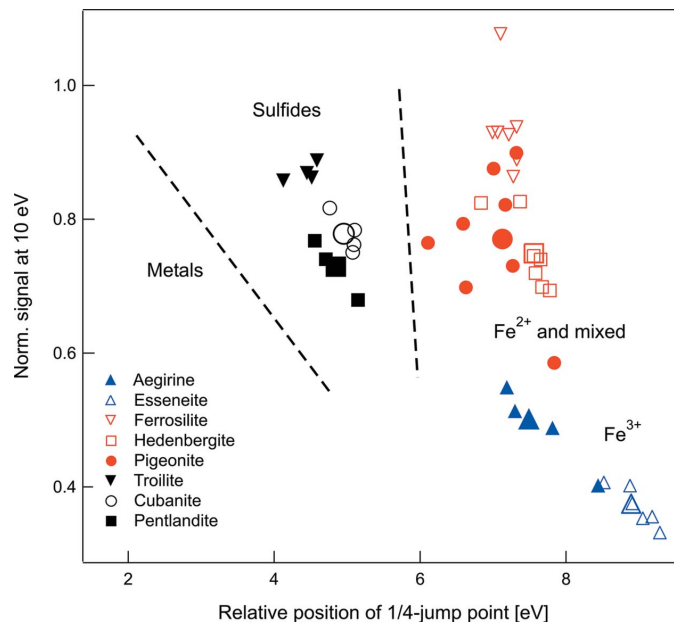 Norm. signal at 10 eV
1.0
0.8
0.6
0.4
Sulfides
Metals
Fe2+ and mixed
Fe3+
Aegirine
Esseneite
Ferrosilite
Hedenbergite
Pigeonite
Troilite
Cubanite
Pentlandite
2 4 6 8
Relative position of 1/4-jump point [eV]